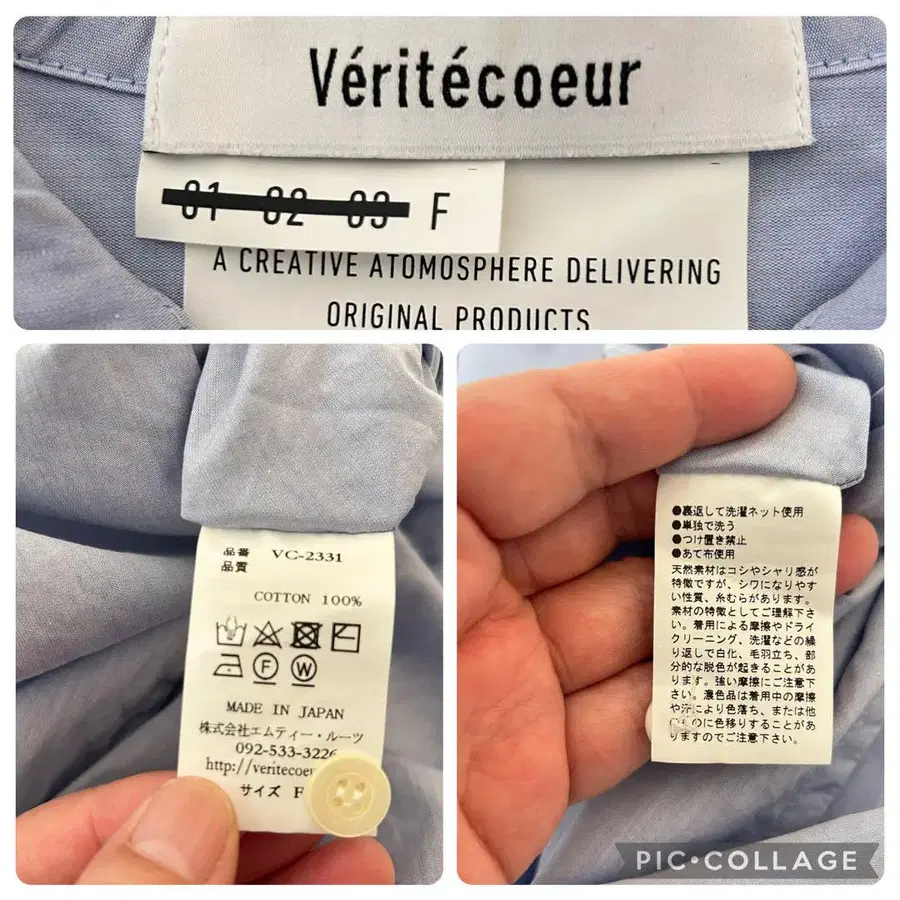 Véritécoeur
01 02 03 F
A CREATIVE ATOMOSPHERE DELIVERING
ORIGINAL PRODUCTS
品番 VC-2331
品質
COTTON 100%
F W
MADE IN JAPAN
株式会社エムティー・ルーツ
092-533-3226
http://veritecoeu
サイズ F
●裏返して洗濯ネット使用
●単独で洗う
●つけ置き禁止
●あて布使用
天然素材はコシやシャリ感が
特徴ですが、シワになりやす
い性質、糸むらがあります。
素材の特徴としてご理解下さ
い。着用による摩擦やドライ
クリーニング、洗濯などの繰
り返しで白化、毛羽立ち、部
分的な脱色が起きることがあ
ります。強い摩擦にご注意下
さい。濃色品は着用中の摩擦
や汗により色落ち、または他
のものに色移りすることがあ
りますのでご注意下さい。
PIC•COLLAGE